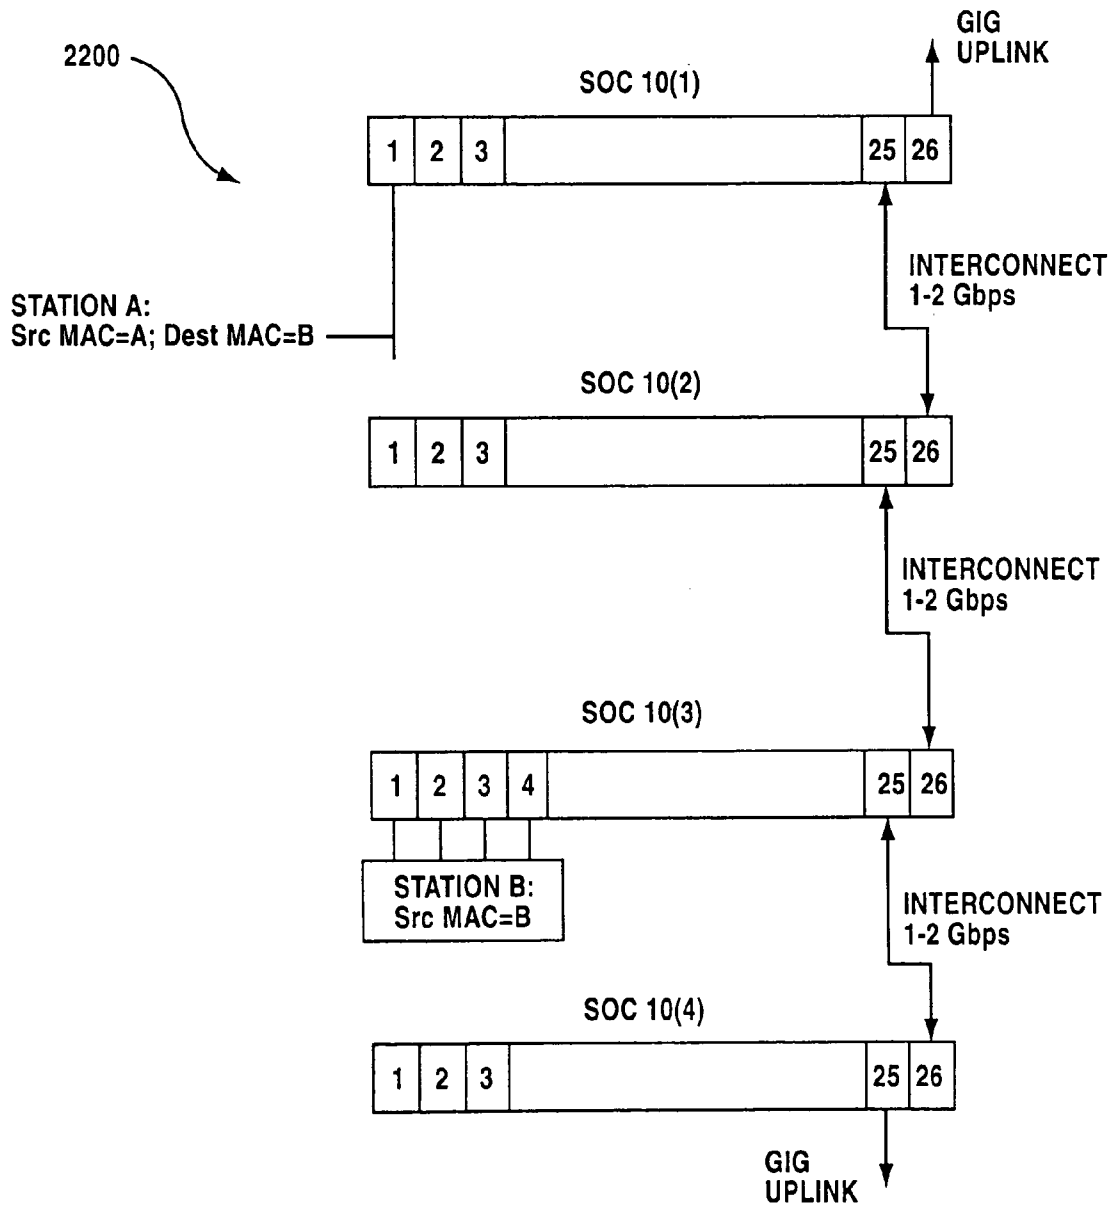 GIG
UPLINK
2200
SOC 10(1)
1 2 3 25 26
INTERCONNECT
1-2 Gbps
STATION A:
Src MAC=A; Dest MAC=B
SOC 10(2)
1 2 3 25 26
INTERCONNECT
1-2 Gbps
SOC 10(3)
1 2 3 4 25 26
STATION B:
Src MAC=B
INTERCONNECT
1-2 Gbps
SOC 10(4)
1 2 3 25 26
GIG
UPLINK